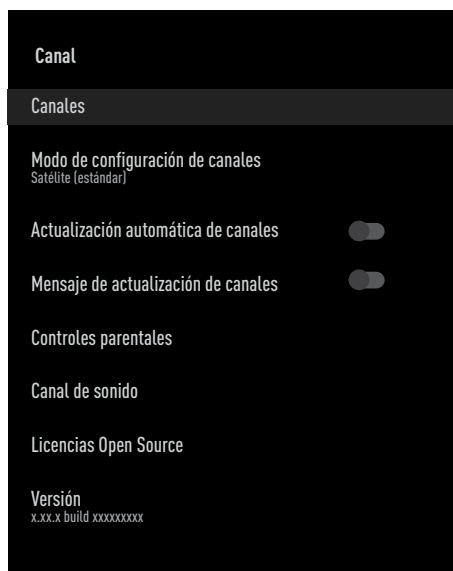 Canal
Canales
Modo de configuración de canales
Satélite (estándar)
Actualización automática de canales
Mensaje de actualización de canales
Controles parentales
Canal de sonido
Licencias Open Source
Versión
x.xx.x build xxxxxxxxx